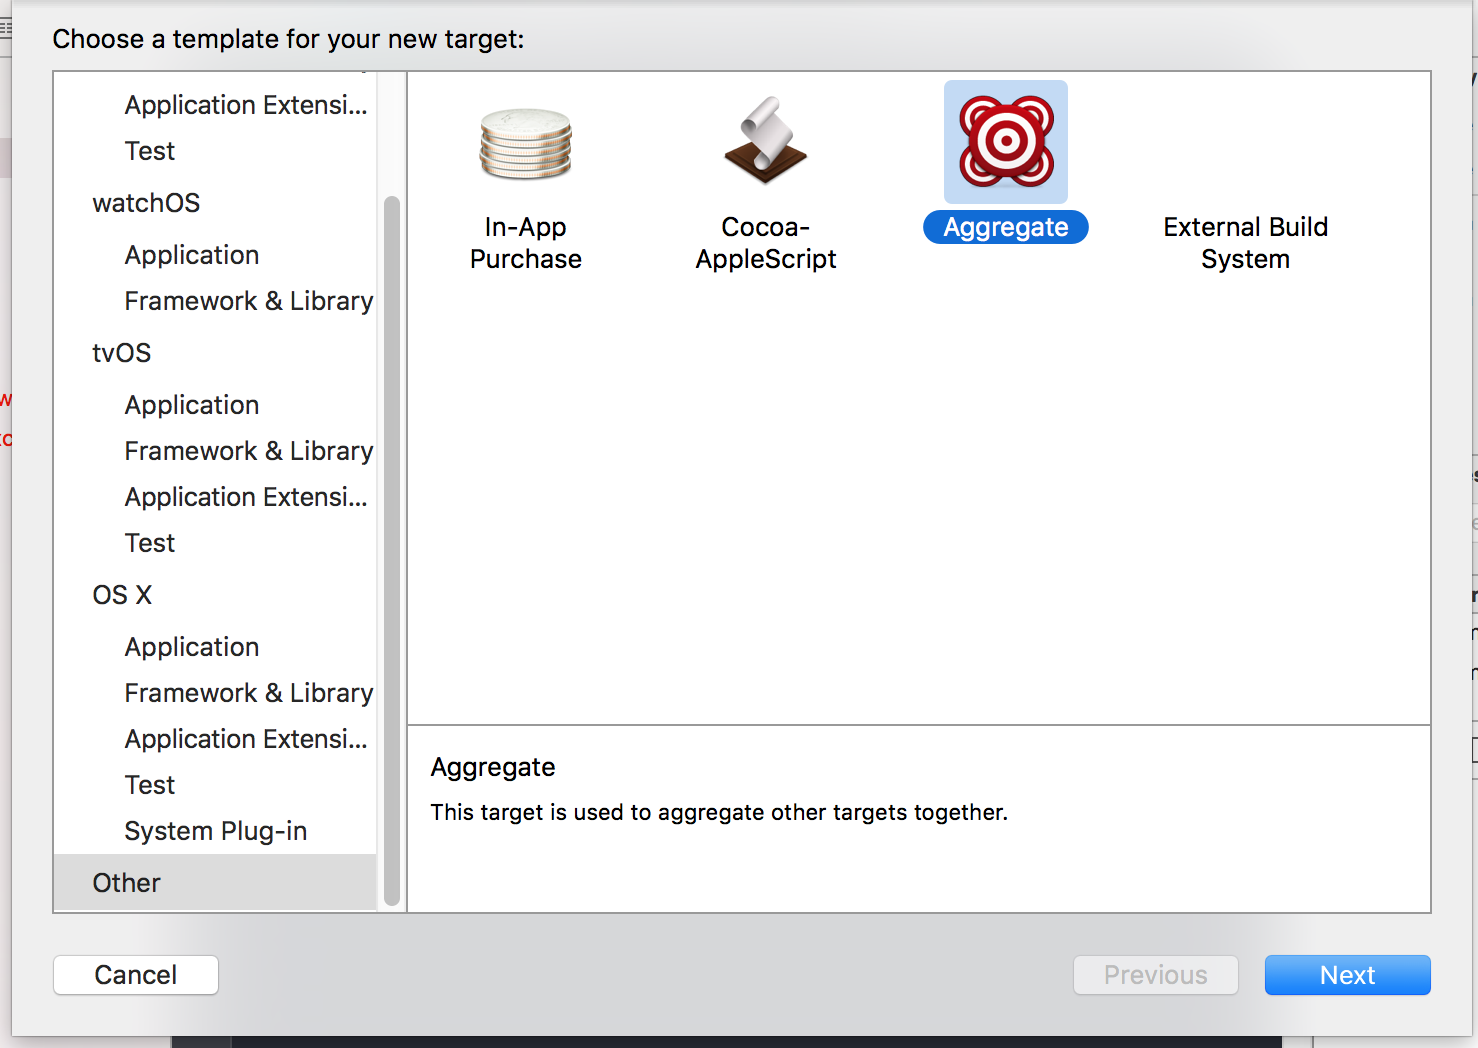 Choose a template for your new target:
Application Extensi...
Test
watchOS
Application
Framework & Library
tvOS
Application
Framework & Library
Application Extensi...
Test
OS X
Application
Framework & Library
Application Extensi...
Test
System Plug-in
Other
In-App
Purchase
Cocoa-
AppleScript
Aggregate
External Build
System
Aggregate
This target is used to aggregate other targets together.
Cancel
Previous
Next